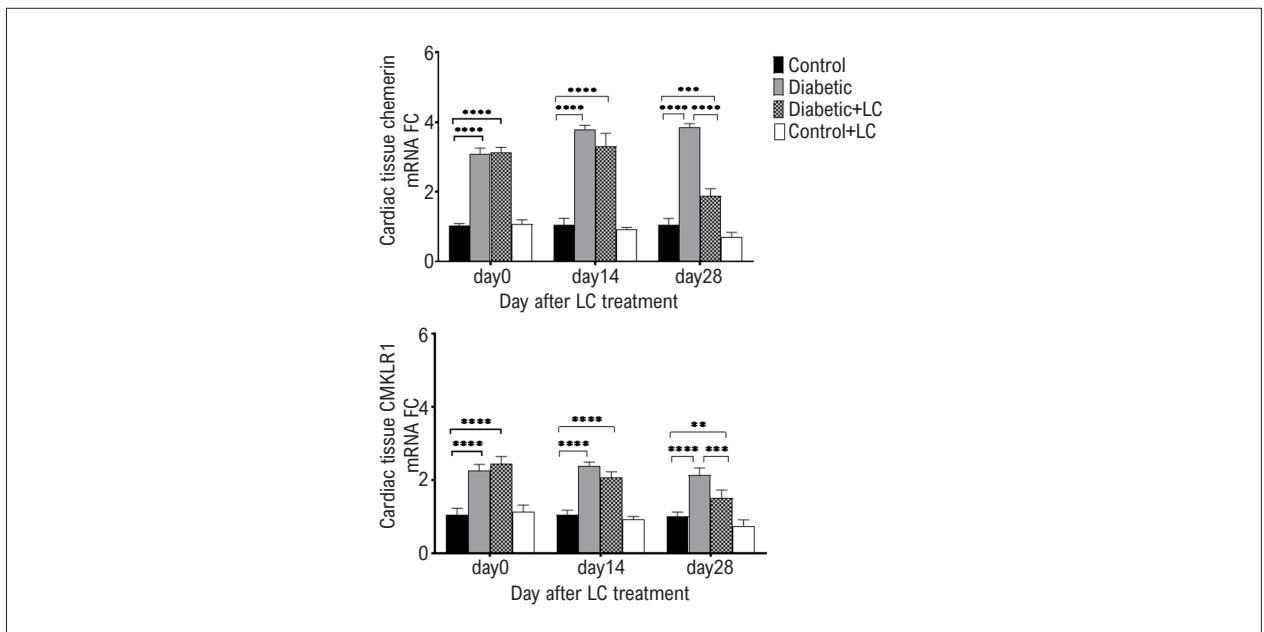 Cardiac tissue chemerin
mRNA FC
6
4
2
0
**** **** **** **** *** **** ****
day0 day14 day28
Day after LC treatment
Control
Diabetic
Diabetic+LC
Control+LC
Cardiac tissue CMKLR1
mRNA FC
6
4
2
0
**** **** **** **** ** **** ***
day0 day14 day28
Day after LC treatment